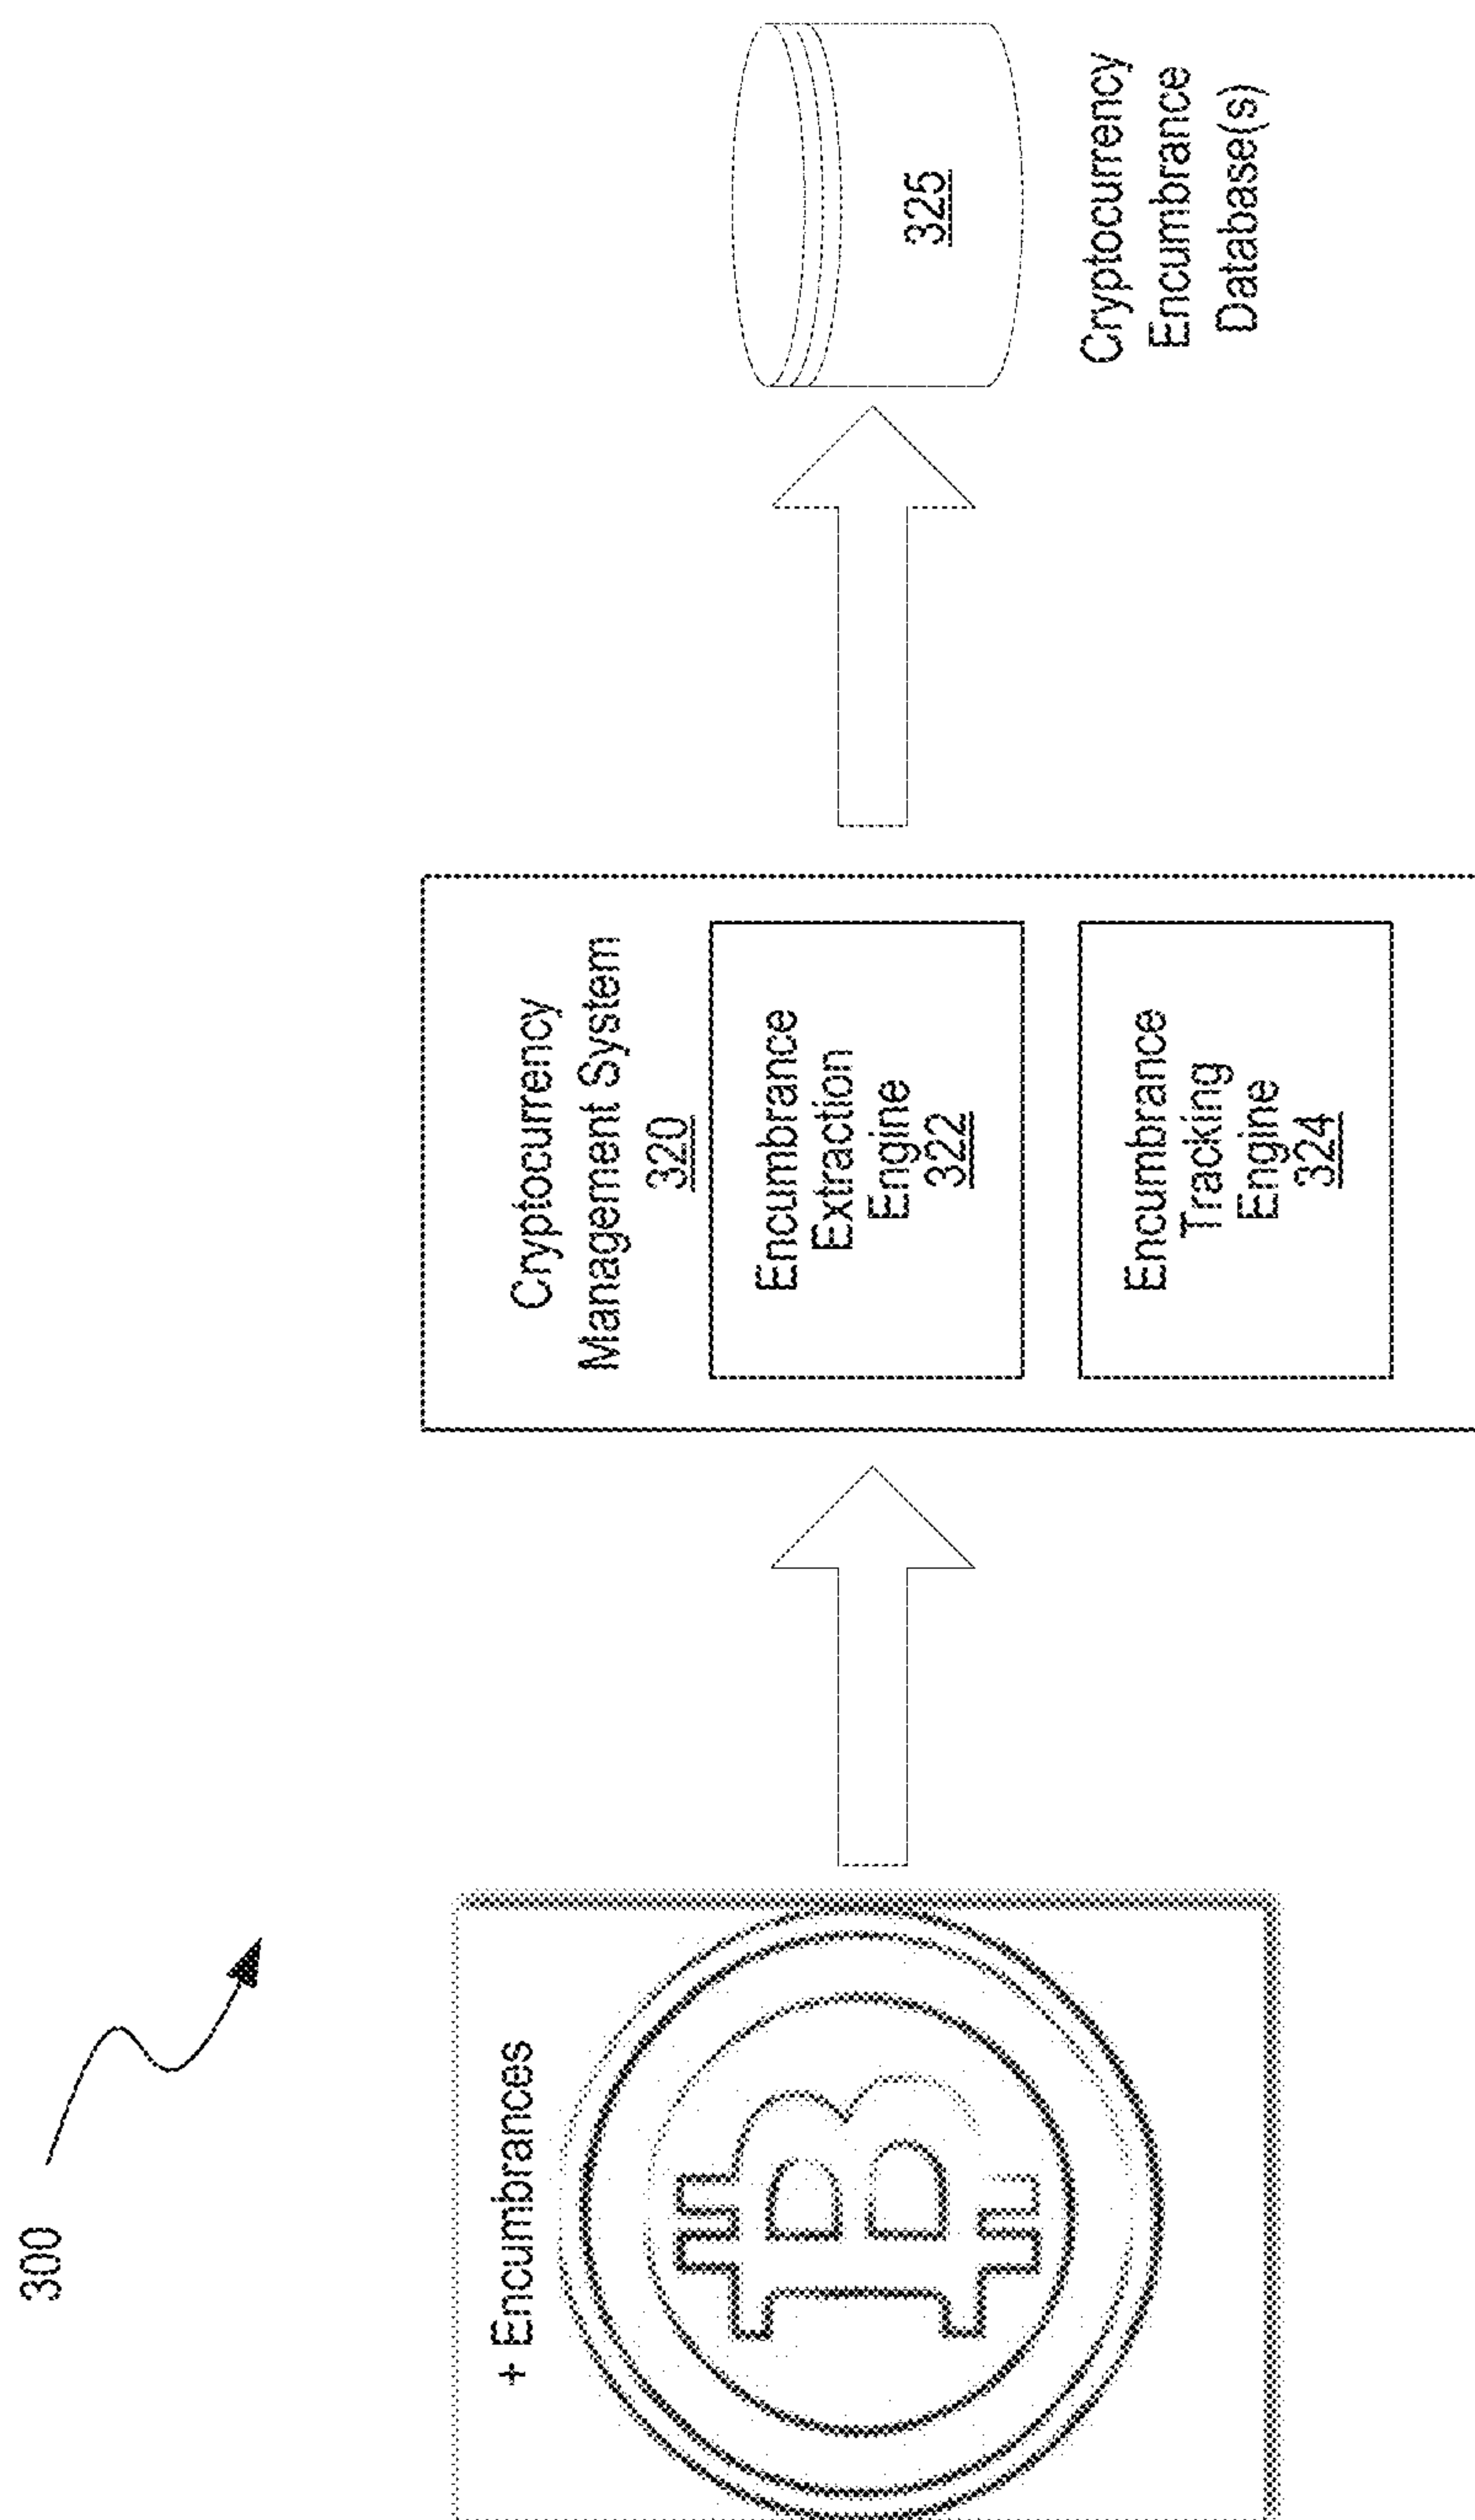 300
+ Encumbrances
Cryptocurrency
Management System
320
Encumbrance
Extraction
Engine
322
Encumbrance
Tracking
Engine
324
325
Cryptocurrency
Encumbrance
Database(s)